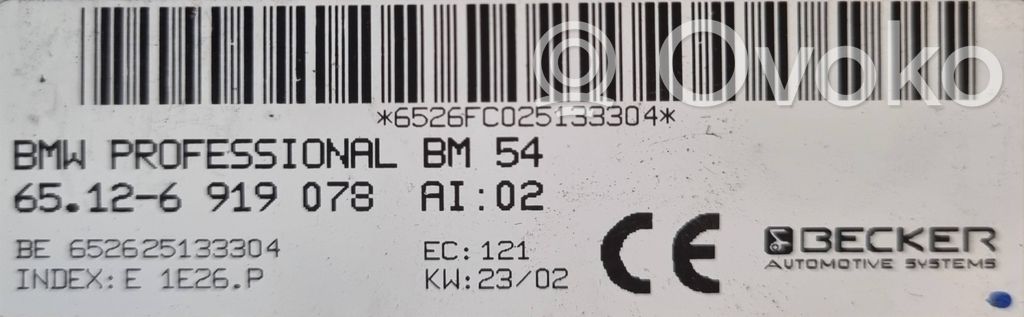 Ovoko
*6526FC025133304*
BMW PROFESSIONAL BM 54
65.12-6 919 078 AI:02
BE 652625133304 EC:121
INDEX:E 1E26.P KW:23/02
CE
BECKER
AUTOMOTIVE SYSTEMS